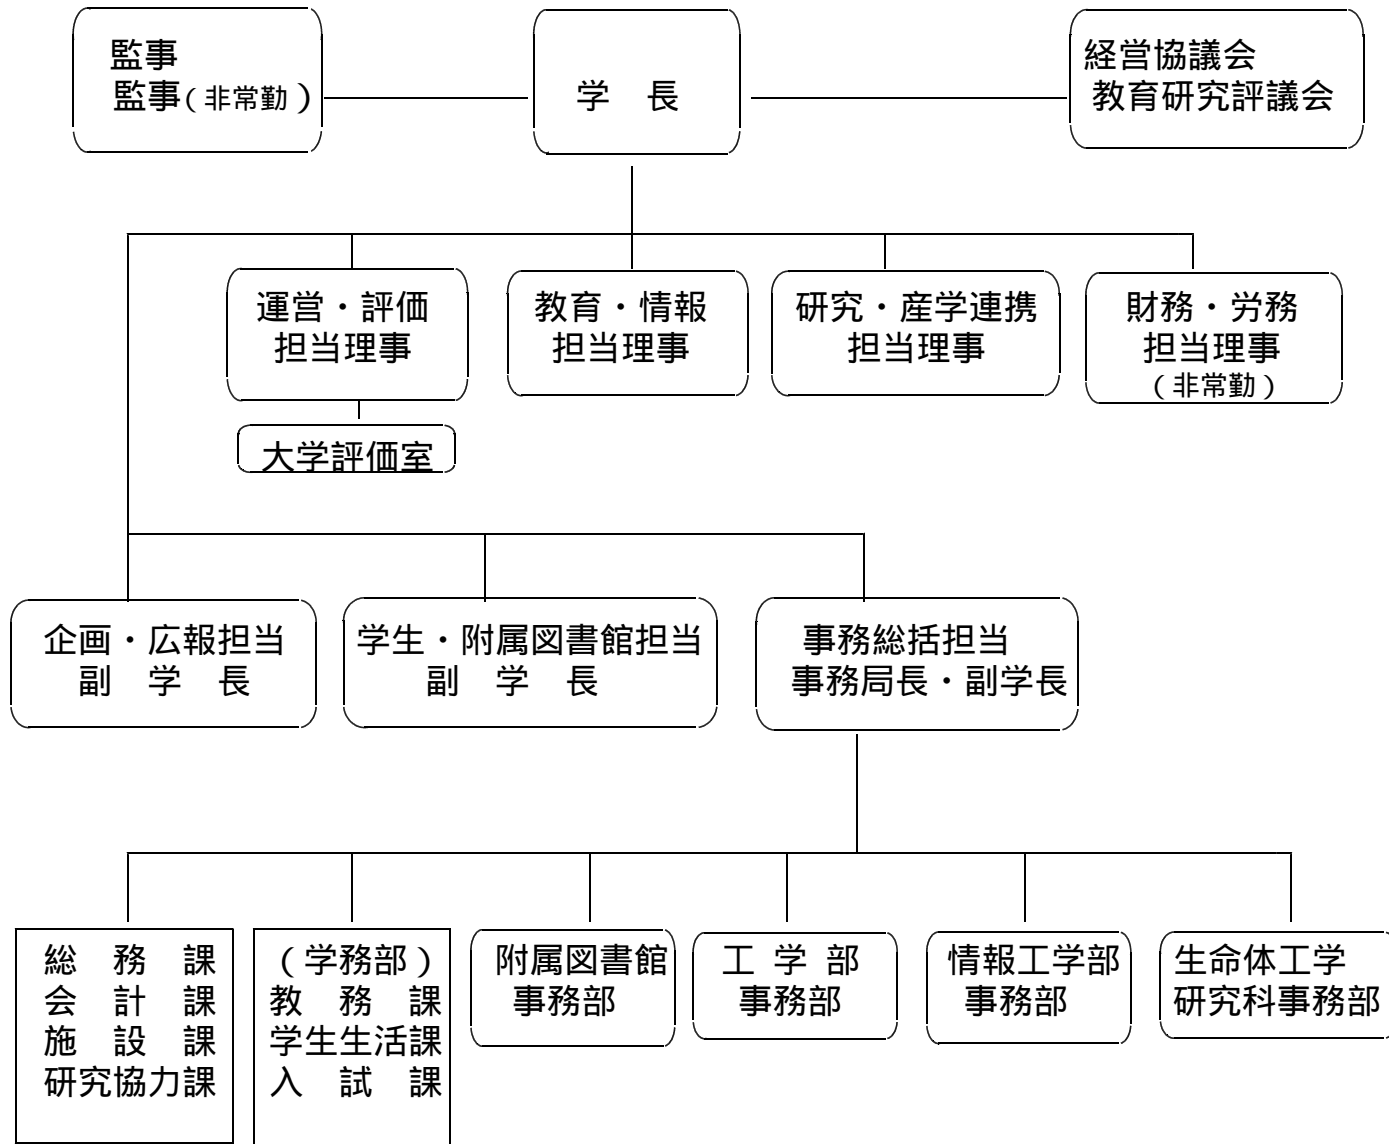 監事
監事(非常勤)
学 長
経営協議会
教育研究評議会
運営・評価
担当理事
教育・情報
担当理事
研究・産学連携
担当理事
財務・労務
担当理事
(非常勤)
大学評価室
企画・広報担当
副 学 長
学生・附属図書館担当
副 学 長
事務総括担当
事務局長・副学長
総 務 課
会 計 課
施 設 課
研究協力課
(学務部)
教 務 課
学生生活課
入 試 課
附属図書館
事務部
工 学 部
事務部
情報工学部
事務部
生命体工学
研究科事務部